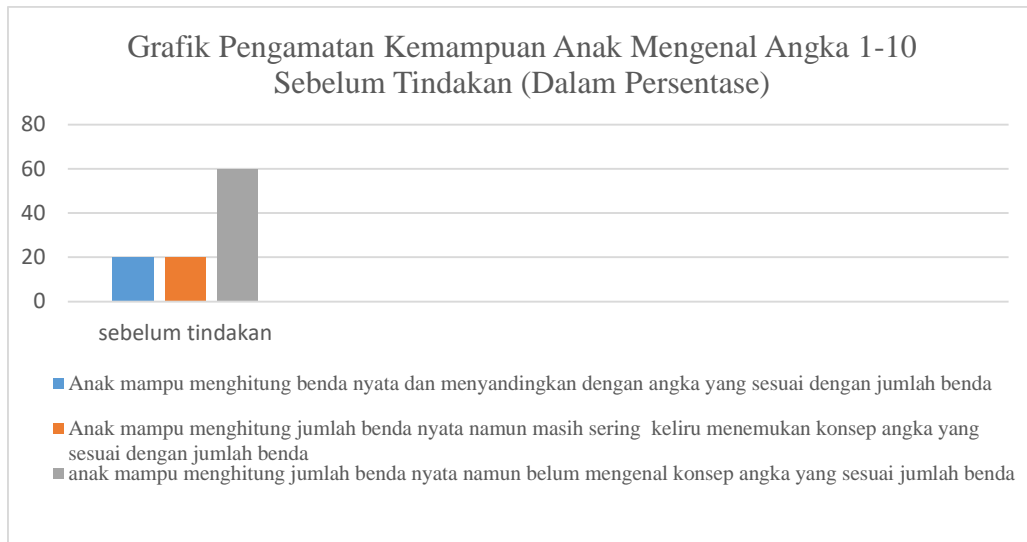 Grafik Pengamatan Kemampuan Anak Mengenal Angka 1-10
Sebelum Tindakan (Dalam Persentase)
80
60
40
20
0
sebelum tindakan
Anak mampu menghitung benda nyata dan menyandingkan dengan angka yang sesuai dengan jumlah benda
Anak mampu menghitung jumlah benda nyata namun masih sering keliru menemukan konsep angka yang
sesuai dengan jumlah benda
anak mampu menghitung jumlah benda nyata namun belum mengenal konsep angka yang sesuai jumlah benda